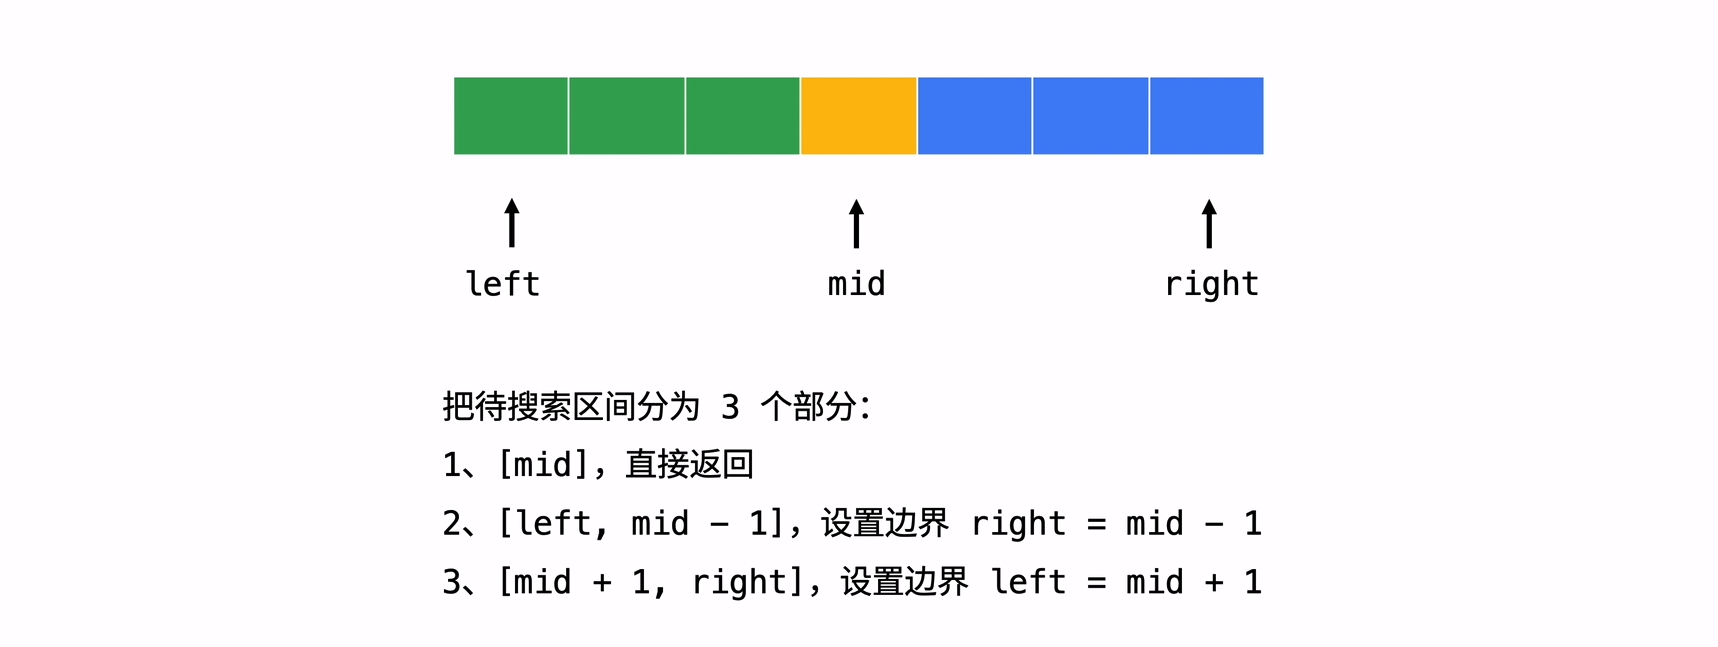 left mid right
把待搜索区间分为 3 个部分：
1、[mid]，直接返回
2、[left, mid - 1]，设置边界 right = mid - 1
3、[mid + 1, right]，设置边界 left = mid + 1